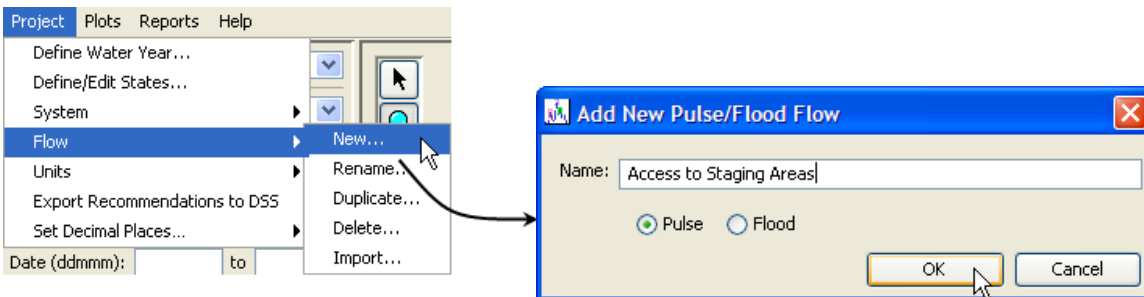 Project Plots Reports Help
Define Water Year...
Define/Edit States...
System
Flow
Units
Export Recommendations to DSS
Set Decimal Places...
Date (ddmmm): to
New...
Rename...
Duplicate...
Delete...
Import...
Add New Pulse/Flood Flow
Name: Access to Staging Areas
Pulse Flood
OK Cancel